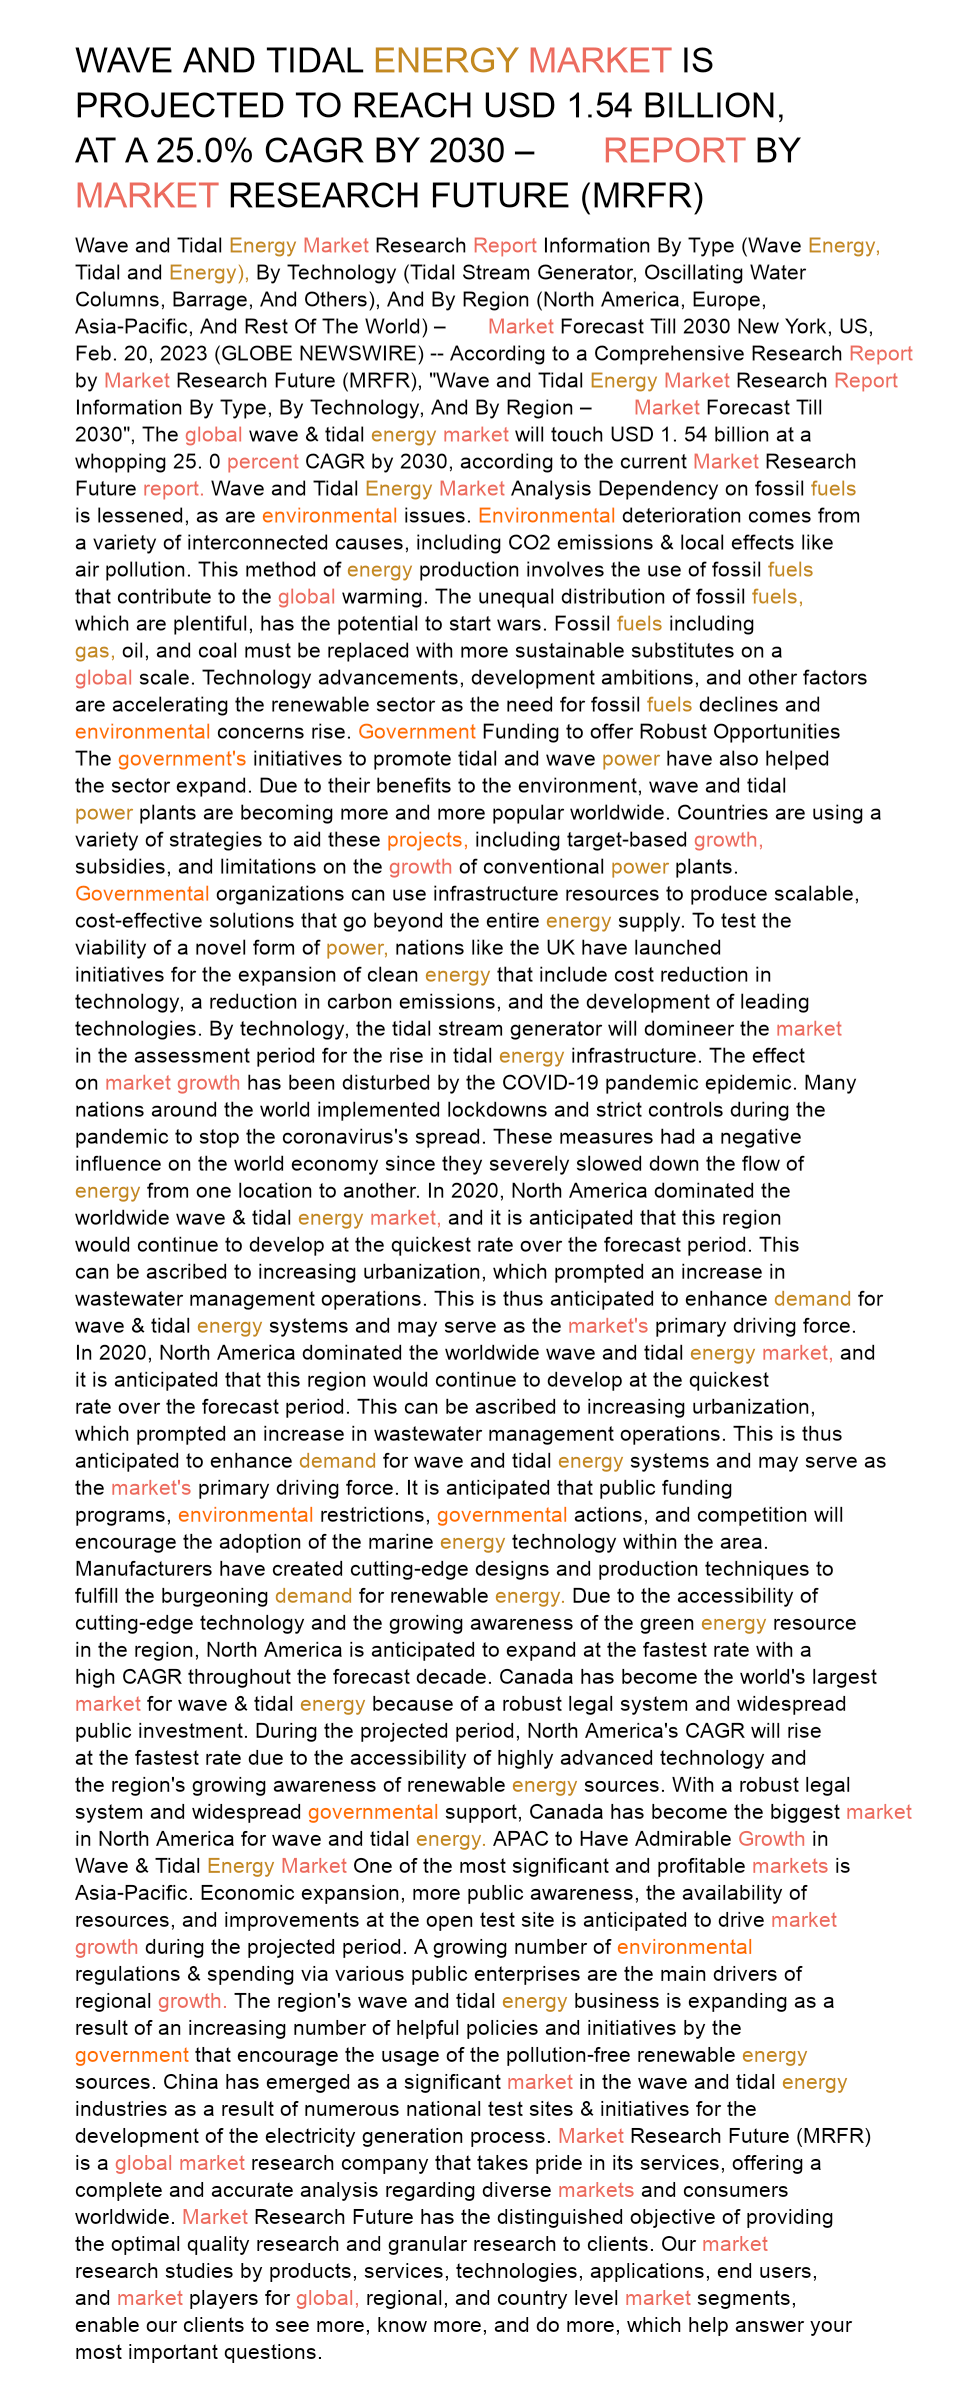 WAVE AND TIDAL ENERGY MARKET IS
PROJECTED TO REACH USD 1.54 BILLION,
AT A 25.0% CAGR BY 2030 – REPORT BY
MARKET RESEARCH FUTURE (MRFR)
Wave and Tidal Energy Market Research Report Information By Type (Wave Energy,
Tidal and Energy), By Technology (Tidal Stream Generator, Oscillating Water
Columns, Barrage, And Others), And By Region (North America, Europe,
Asia-Pacific, And Rest Of The World) – Market Forecast Till 2030 New York, US,
Feb. 20, 2023 (GLOBE NEWSWIRE) -- According to a Comprehensive Research Report
by Market Research Future (MRFR), "Wave and Tidal Energy Market Research Report
Information By Type, By Technology, And By Region – Market Forecast Till
2030", The global wave & tidal energy market will touch USD 1. 54 billion at a
whopping 25. 0 percent CAGR by 2030, according to the current Market Research
Future report. Wave and Tidal Energy Market Analysis Dependency on fossil fuels
is lessened, as are environmental issues. Environmental deterioration comes from
a variety of interconnected causes, including CO2 emissions & local effects like
air pollution. This method of energy production involves the use of fossil fuels
that contribute to the global warming. The unequal distribution of fossil fuels,
which are plentiful, has the potential to start wars. Fossil fuels including
gas, oil, and coal must be replaced with more sustainable substitutes on a
global scale. Technology advancements, development ambitions, and other factors
are accelerating the renewable sector as the need for fossil fuels declines and
environmental concerns rise. Government Funding to offer Robust Opportunities
The government's initiatives to promote tidal and wave power have also helped
the sector expand. Due to their benefits to the environment, wave and tidal
power plants are becoming more and more popular worldwide. Countries are using a
variety of strategies to aid these projects, including target-based growth,
subsidies, and limitations on the growth of conventional power plants.
Governmental organizations can use infrastructure resources to produce scalable,
cost-effective solutions that go beyond the entire energy supply. To test the
viability of a novel form of power, nations like the UK have launched
initiatives for the expansion of clean energy that include cost reduction in
technology, a reduction in carbon emissions, and the development of leading
technologies. By technology, the tidal stream generator will domineer the market
in the assessment period for the rise in tidal energy infrastructure. The effect
on market growth has been disturbed by the COVID-19 pandemic epidemic. Many
nations around the world implemented lockdowns and strict controls during the
pandemic to stop the coronavirus's spread. These measures had a negative
influence on the world economy since they severely slowed down the flow of
energy from one location to another. In 2020, North America dominated the
worldwide wave & tidal energy market, and it is anticipated that this region
would continue to develop at the quickest rate over the forecast period. This
can be ascribed to increasing urbanization, which prompted an increase in
wastewater management operations. This is thus anticipated to enhance demand for
wave & tidal energy systems and may serve as the market's primary driving force.
In 2020, North America dominated the worldwide wave and tidal energy market, and
it is anticipated that this region would continue to develop at the quickest
rate over the forecast period. This can be ascribed to increasing urbanization,
which prompted an increase in wastewater management operations. This is thus
anticipated to enhance demand for wave and tidal energy systems and may serve as
the market's primary driving force. It is anticipated that public funding
programs, environmental restrictions, governmental actions, and competition will
encourage the adoption of the marine energy technology within the area.
Manufacturers have created cutting-edge designs and production techniques to
fulfill the burgeoning demand for renewable energy. Due to the accessibility of
cutting-edge technology and the growing awareness of the green energy resource
in the region, North America is anticipated to expand at the fastest rate with a
high CAGR throughout the forecast decade. Canada has become the world's largest
market for wave & tidal energy because of a robust legal system and widespread
public investment. During the projected period, North America's CAGR will rise
at the fastest rate due to the accessibility of highly advanced technology and
the region's growing awareness of renewable energy sources. With a robust legal
system and widespread governmental support, Canada has become the biggest market
in North America for wave and tidal energy. APAC to Have Admirable Growth in
Wave & Tidal Energy Market One of the most significant and profitable markets is
Asia-Pacific. Economic expansion, more public awareness, the availability of
resources, and improvements at the open test site is anticipated to drive market
growth during the projected period. A growing number of environmental
regulations & spending via various public enterprises are the main drivers of
regional growth. The region's wave and tidal energy business is expanding as a
result of an increasing number of helpful policies and initiatives by the
government that encourage the usage of the pollution-free renewable energy
sources. China has emerged as a significant market in the wave and tidal energy
industries as a result of numerous national test sites & initiatives for the
development of the electricity generation process. Market Research Future (MRFR)
is a global market research company that takes pride in its services, offering a
complete and accurate analysis regarding diverse markets and consumers
worldwide. Market Research Future has the distinguished objective of providing
the optimal quality research and granular research to clients. Our market
research studies by products, services, technologies, applications, end users,
and market players for global, regional, and country level market segments,
enable our clients to see more, know more, and do more, which help answer your
most important questions.